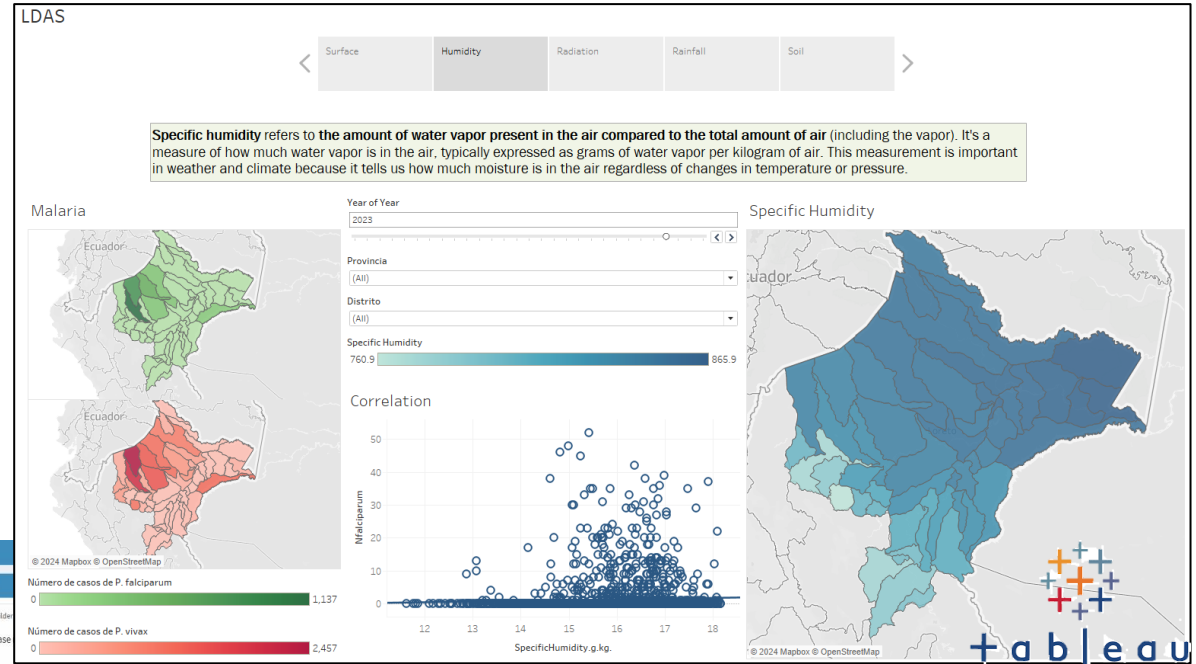 LDAS
Surface
Humidity
Radiation
Rainfall
Soil
Specific humidity refers to the amount of water vapor present in the air compared to the total amount of air (including the vapor). It's a
measure of how much water vapor is in the air, typically expressed as grams of water vapor per kilogram of air. This measurement is important
in weather and climate because it tells us how much moisture is in the air regardless of changes in temperature or pressure.
Malaria
Ecuador
Ecuador
© 2024 Mapbox © OpenStreetMap
Número de casos de P. falciparum
0 1,137
Número de casos de P. vivax
0 2,457
Year of Year
2023
Provincia
(All)
Distrito
(All)
Specific Humidity
760.9 865.9
Correlation
Nfalciparum
50
40
30
20
10
0
12 13 14 15 16 17 18
SpecificHumidity.g.kg.
Specific Humidity
uador
© 2024 Mapbox © OpenStreetMap
+ableau